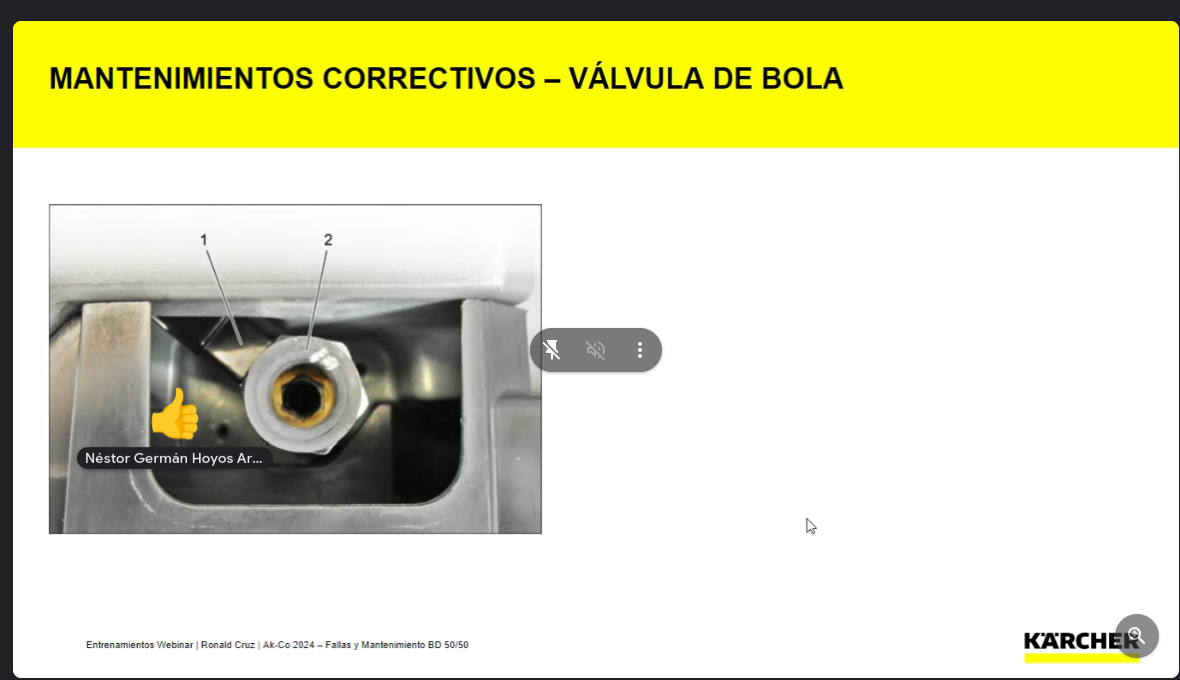 MANTENIMIENTOS CORRECTIVOS – VÁLVULA DE BOLA
1 2
Néstor Germán Hoyos Ar...
Entrenamientos Webinar | Ronald Cruz | Ak-Co 2024 – Fallas y Mantenimiento BD 50/50
KÄRCHER